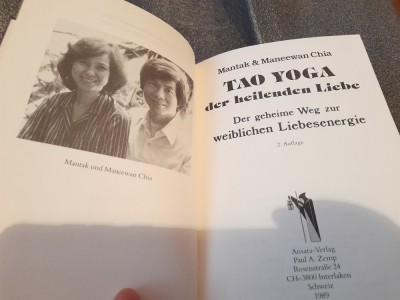 Mantak und Maneewan Chia
Mantak & Maneewan Chia
TAO YOGA
der heilenden Liebe
Der geheime Weg zur
weiblichen Liebesenergie
2. Auflage
Ansata-Verlag
Paul A. Zemp
Rosenstraße 24
CH-3800 Interlaken
Schweiz
1989